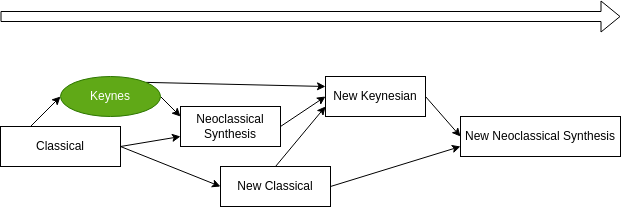 Keynes
New Keynesian
Neoclassical
Synthesis
New Neoclassical Synthesis
Classical
New Classical